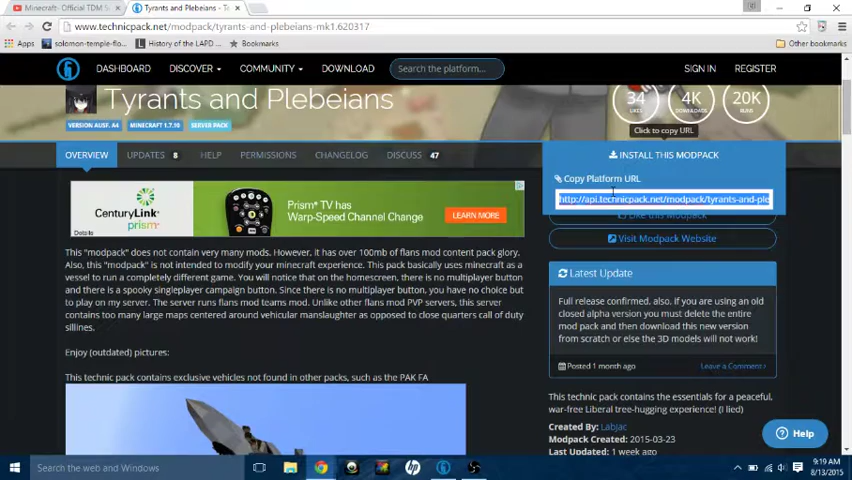 Minecraft- Official TDM S
Tyrants and Plebeians - Te
www.technicpack.net/modpack/tyrants-and-plebeians-mk1.620317
Apps
solomon-temple-flo
History of the LAPD
Bookmarks
Other bookmarks
DASHBOARD
DISCOVER
COMMUNITY
DOWNLOAD
Search the platform...
SIGN IN
REGISTER
Tyrants and Plebeians
34
LIKES
4K
DOWNLOADS
20K
RUNS
VERSION AUSF. A4
MINECRAFT 1.7.10
SERVER PACK
Click to copy URL
OVERVIEW
UPDATES 8
HELP
PERMISSIONS
CHANGELOG
DISCUSS 47
INSTALL THIS MODPACK
Copy Platform URL
http://api.technicpack.net/modpack/tyrants-and-ple
Like this Modpack
Visit Modpack Website
CenturyLink
prism
Prism™ TV has
Warp-Speed Channel Change
LEARN MORE
This "modpack" does not contain very many mods. However, it has over 100mb of flans mod content pack glory.
Also, this "modpack" is not intended to modify your minecraft experience. This pack basically uses minecraft as a
vessel to run a completely different game. You will notice that on the homescreen, there is no multiplayer button
and there is a spooky singleplayer campaign button. Since there is no multiplayer button, you have no choice but
to play on my server. The server runs flans mod teams mod. Unlike other flans mod PVP servers, this server
contains too many large maps centered around vehicular manslaughter as opposed to close quarters call of duty
sillines.
Enjoy (outdated) pictures:
This technic pack contains exclusive vehicles not found in other packs, such as the PAK FA
Latest Update
Full release confirmed, also. If you are using an old
closed alpha version you must delete the entire
mod pack and then download this new version
from scratch or else the 3D models will not work!
Posted 1 month ago
Leave a Comment
This technic pack contains the essentials for a peaceful,
war-free Liberal tree-hugging experience! (I lied)
Created By: Labjac
Modpack Created: 2015-03-23
Last Updated: 1 week ago
Help
Search the web and Windows
hp
9:19 AM
8/13/2015